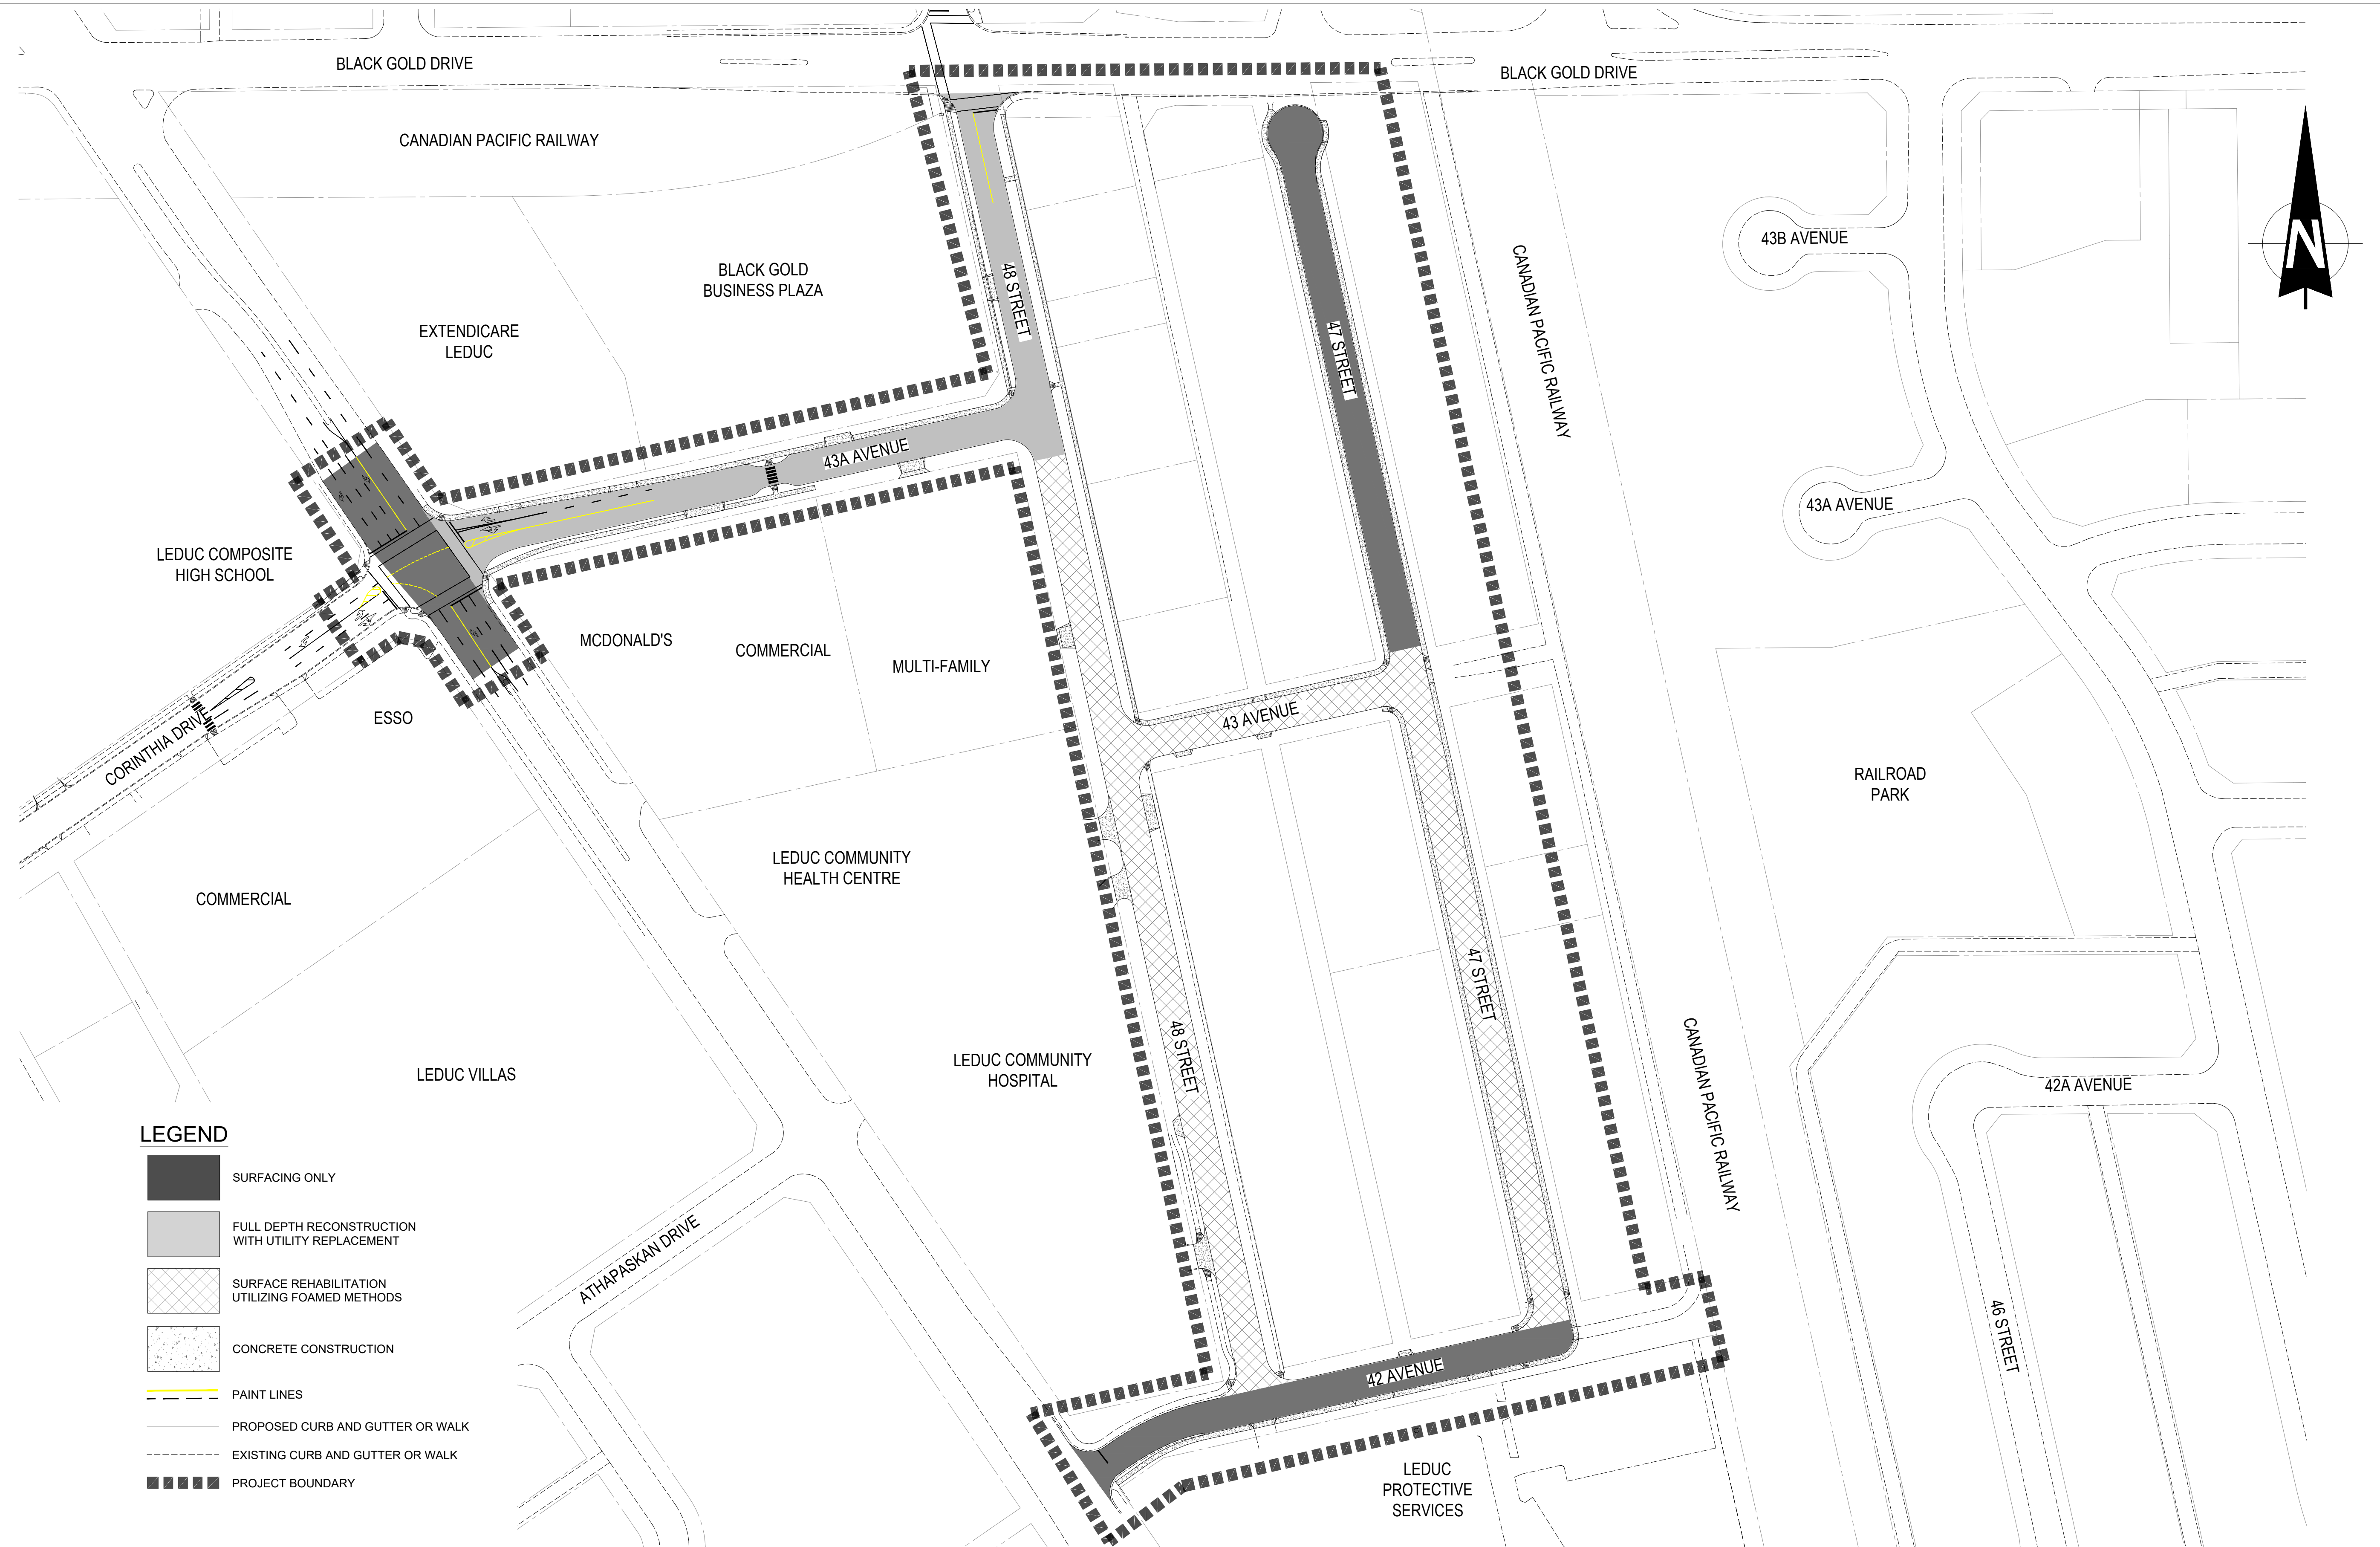 BLACK GOLD DRIVE
BLACK GOLD DRIVE
CANADIAN PACIFIC RAILWAY
N
43B AVENUE
BLACK GOLD
BUSINESS PLAZA
48 STREET
CANADIAN PACIFIC RAILWAY
EXTENDICARE
LEDUC
47 STREET
43A AVENUE
43A AVENUE
LEDUC COMPOSITE
HIGH SCHOOL
MCDONALD'S
COMMERCIAL
MULTI-FAMILY
ESSO
43 AVENUE
CORINTHIA DRIVE
RAILROAD
PARK
LEDUC COMMUNITY
HEALTH CENTRE
COMMERCIAL
47 STREET
48 STREET
LEDUC COMMUNITY
HOSPITAL
LEDUC VILLAS
CANADIAN PACIFIC RAILWAY
42A AVENUE
ATHAPASKAN DRIVE
46 STREET
42 AVENUE
LEDUC
PROTECTIVE
SERVICES
LEGEND
SURFACING ONLY
FULL DEPTH RECONSTRUCTION
WITH UTILITY REPLACEMENT
SURFACE REHABILITATION
UTILIZING FOAMED METHODS
CONCRETE CONSTRUCTION
PAINT LINES
PROPOSED CURB AND GUTTER OR WALK
EXISTING CURB AND GUTTER OR WALK
PROJECT BOUNDARY